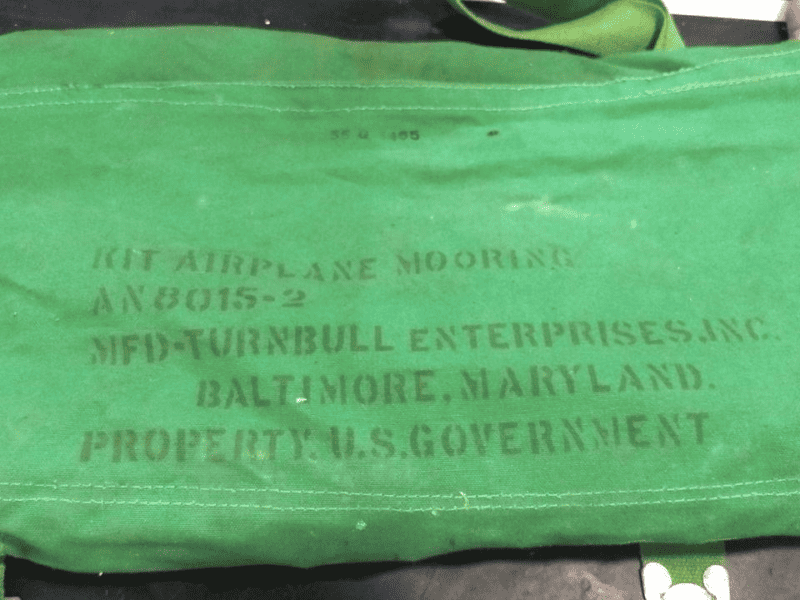 KIT AIRPLANE MOORING
AN8015-2
MFD-TURNBULL ENTERPRISES.INC.
BALTIMORE, MARYLAND.
PROPERTY. U.S.GOVERNMENT